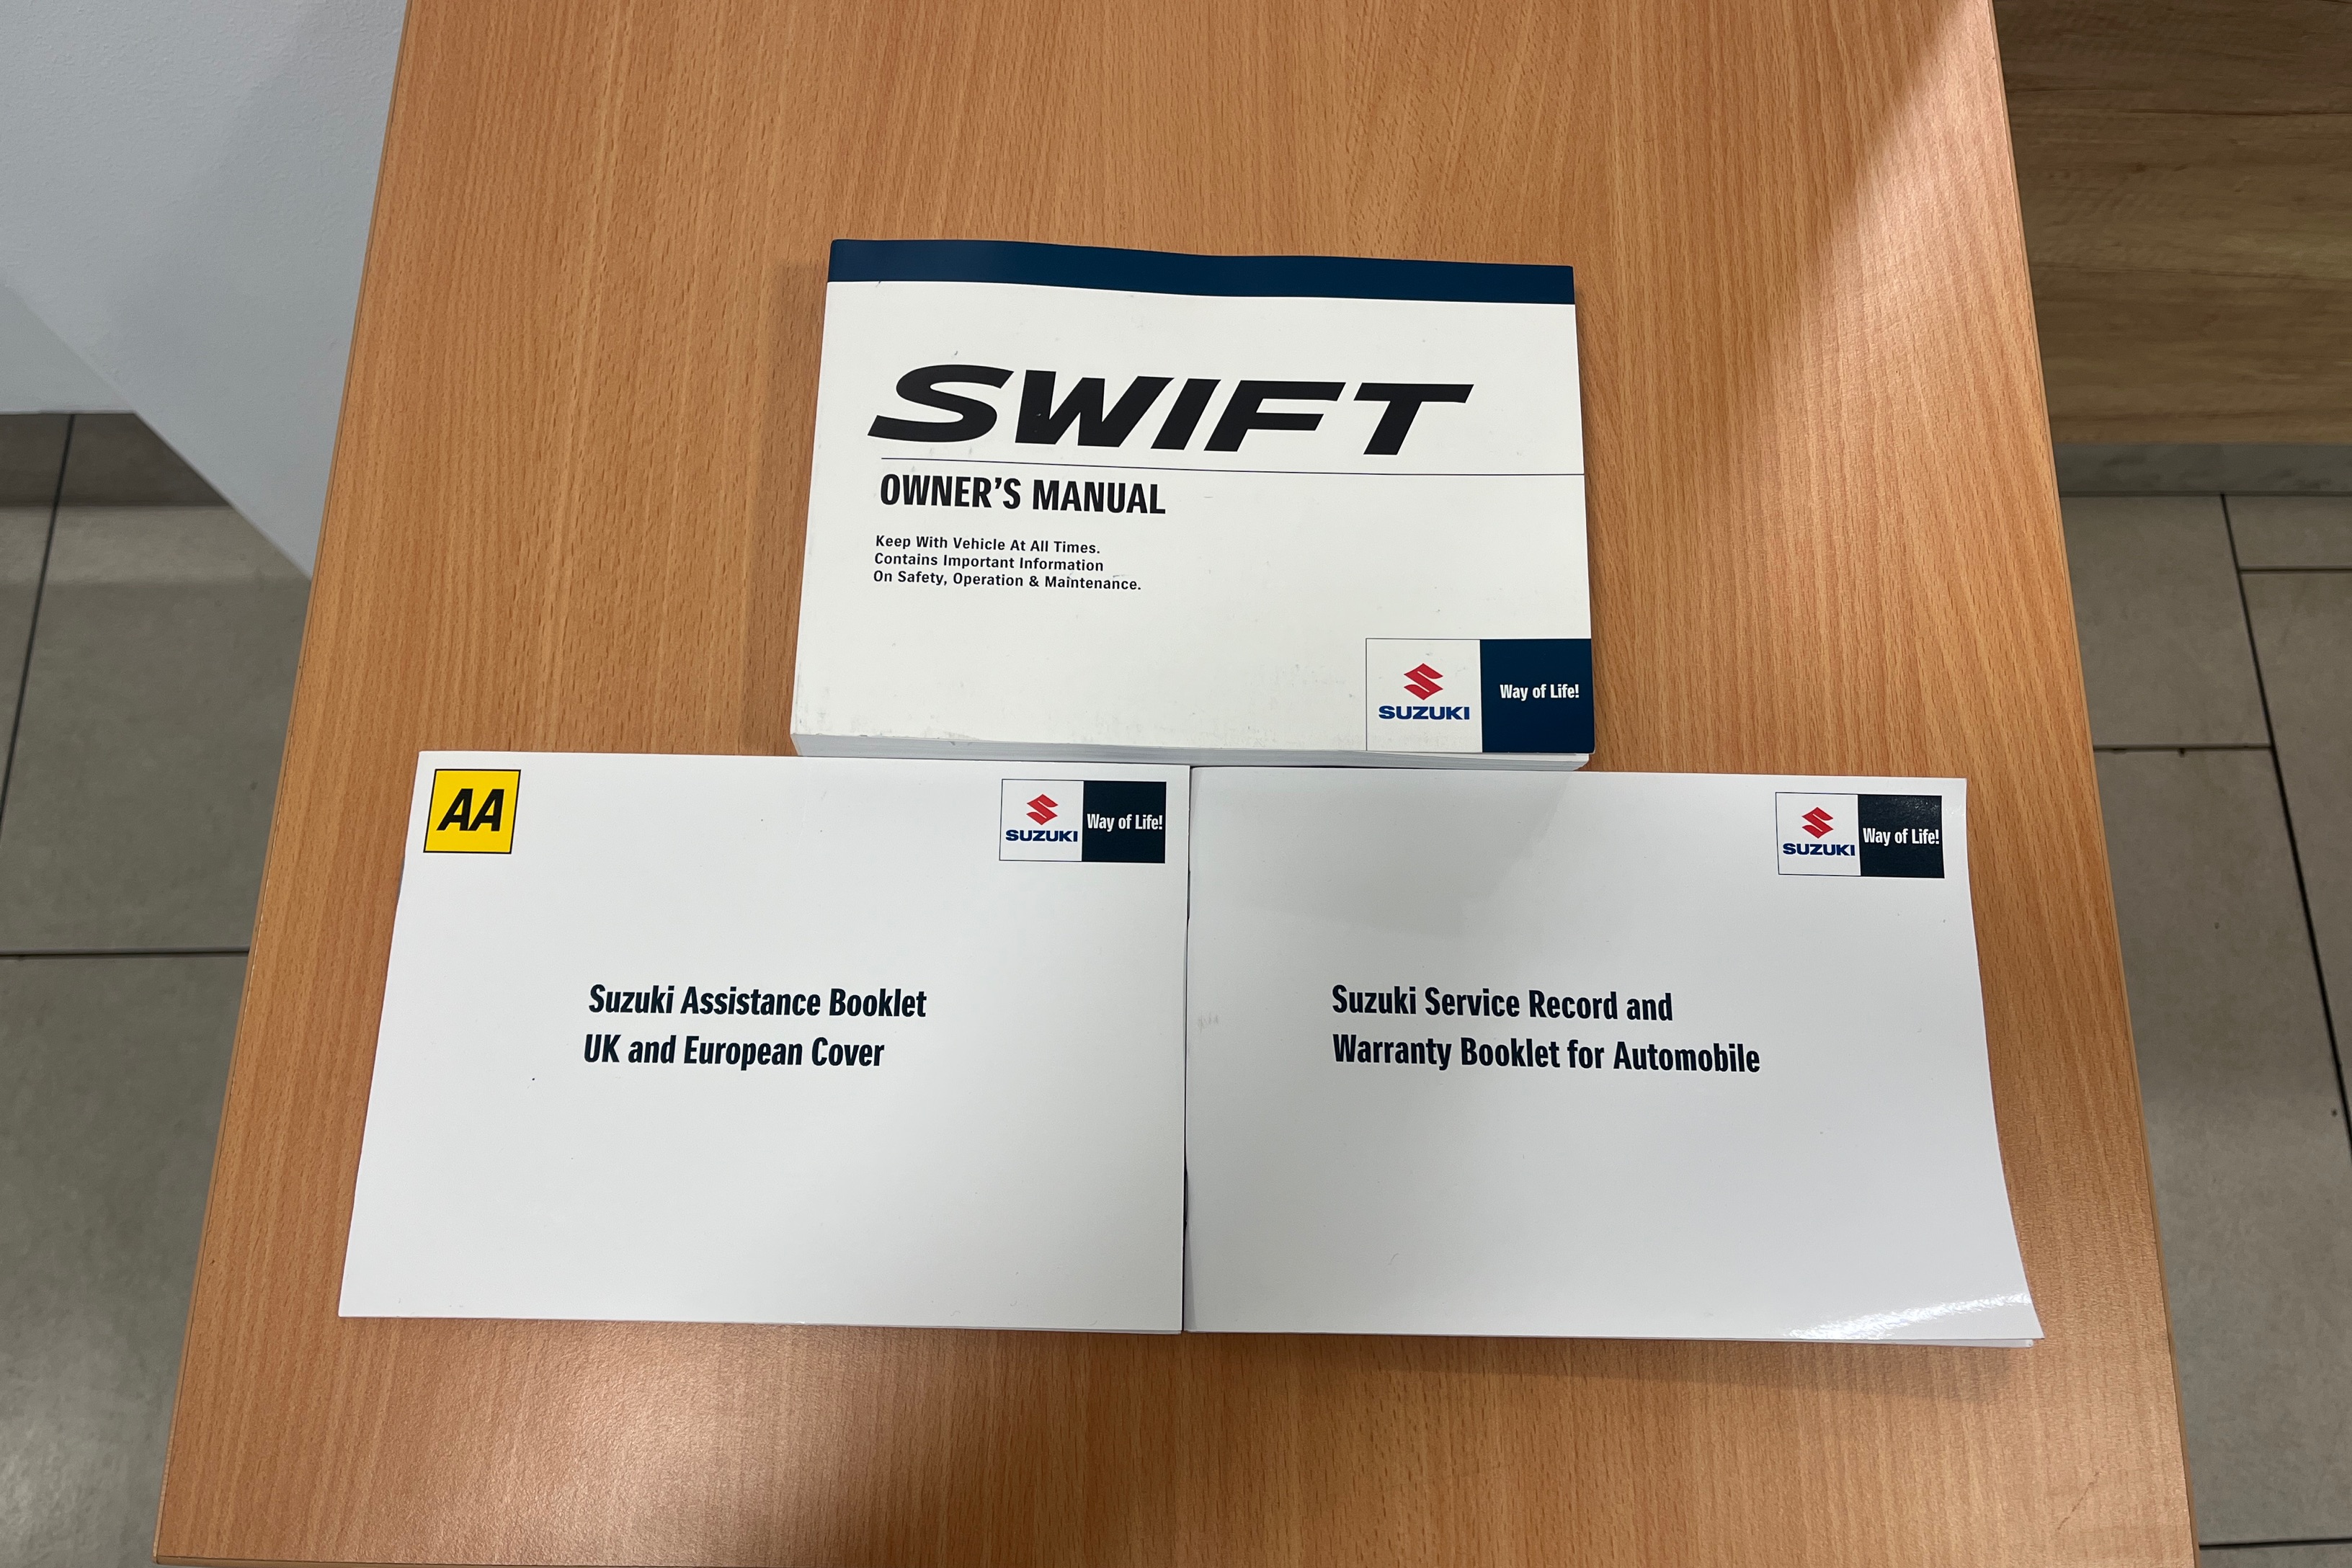 SWIFT
OWNER'S MANUAL
Keep With Vehicle At All Times.
Contains Important Information
On Safety, Operation & Maintenance.
SUZUKI
Way of Life!
AA
SUZUKI
Way of Life!
Suzuki Assistance Booklet
UK and European Cover
SUZUKI
Way of Life!
Suzuki Service Record and
Warranty Booklet for Automobile